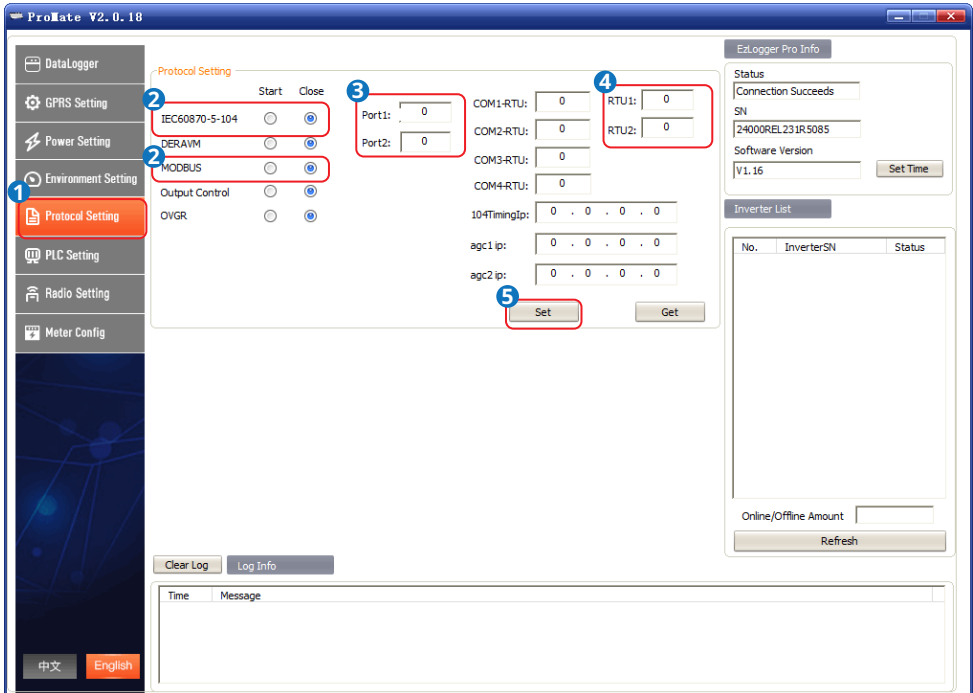 ProMate V2.0.18
DataLogger
GPRS Setting
Power Setting
Environment Setting
1
Protocol Setting
PLC Setting
Radio Setting
Meter Config
中文 English
Protocol Setting
Start Close
2
IEC60870-5-104
DERAVM
2
MODBUS
Output Control
OVGR
3
Port1: 0
Port2: 0
COM1-RTU: 0
COM2-RTU: 0
COM3-RTU: 0
COM4-RTU: 0
4
RTU1: 0
RTU2: 0
104TimingIp: 0 . 0 . 0 . 0
agc1 ip: 0 . 0 . 0 . 0
agc2 ip: 0 . 0 . 0 . 0
5
Set Get
EzLogger Pro Info
Status
Connection Succeeds
SN
24000REL231R5085
Software Version
V1.16 Set Time
Inverter List
No. InverterSN Status
Online/Offline Amount
Refresh
Clear Log Log Info
Time Message